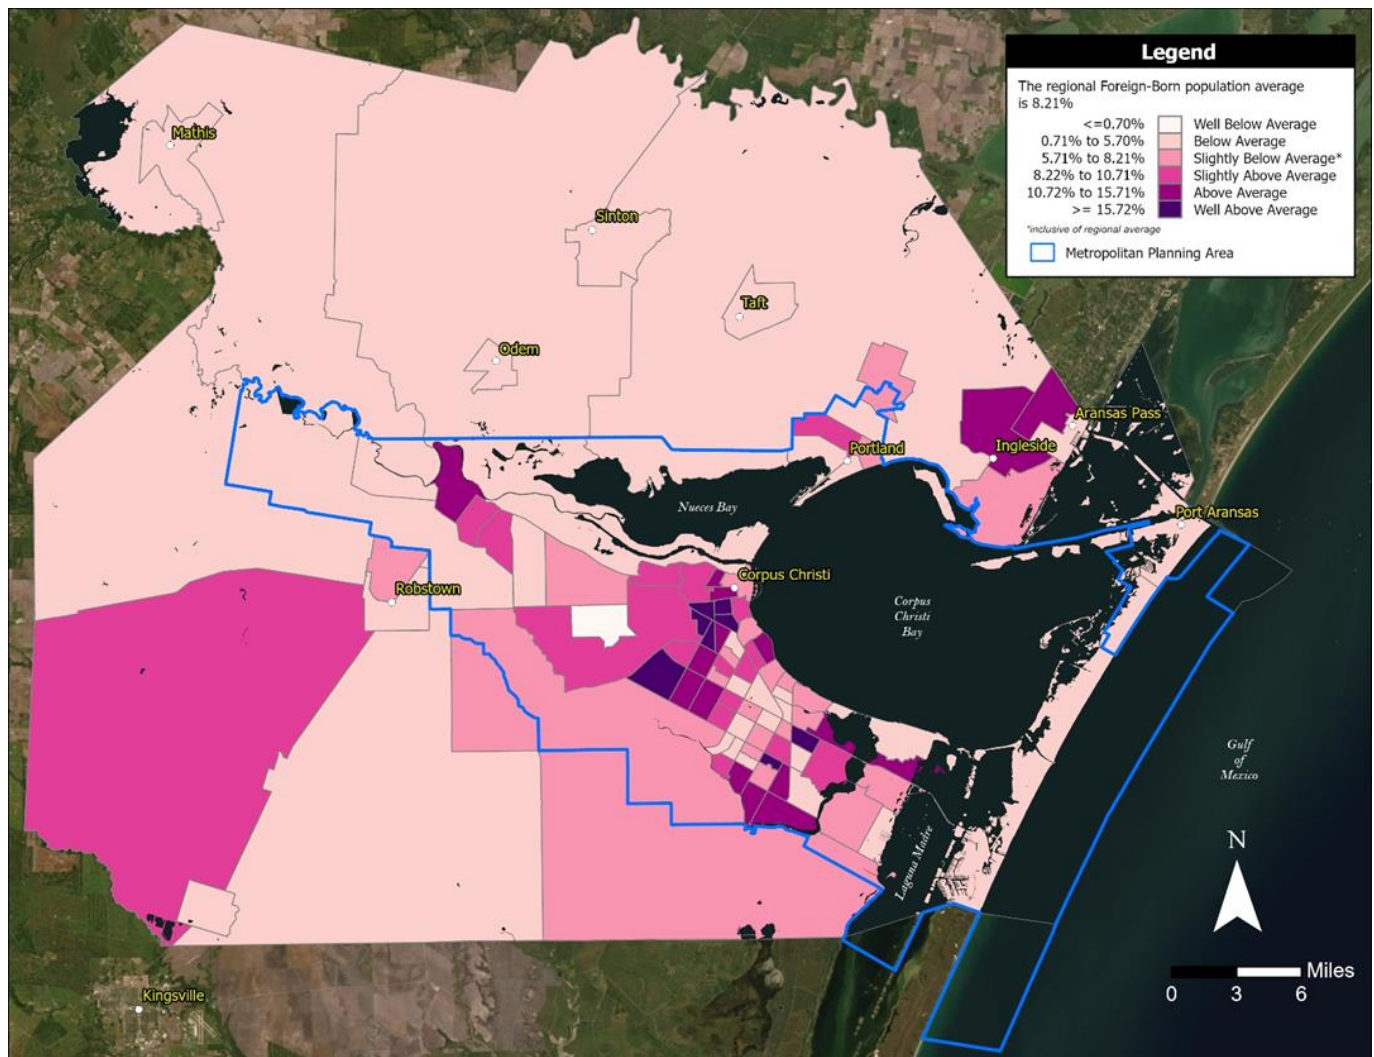 Legend
The regional Foreign-Born population average
is 8.21%
<=0.70% Well Below Average
0.71% to 5.70% Below Average
5.71% to 8.21% Slightly Below Average*
8.22% to 10.71% Slightly Above Average
10.72% to 15.71% Above Average
>= 15.72% Well Above Average
*inclusive of regional average
Metropolitan Planning Area
Mathis
Sinton
Taft
Odem
Aransas Pass
Ingleside
Portland
Nueces Bay
Port Aransas
Corpus Christi
Robstown
Corpus
Christi
Bay
Gulf
of
Mexico
Laguna Madre
N
Kingsville
Miles
0 3 6